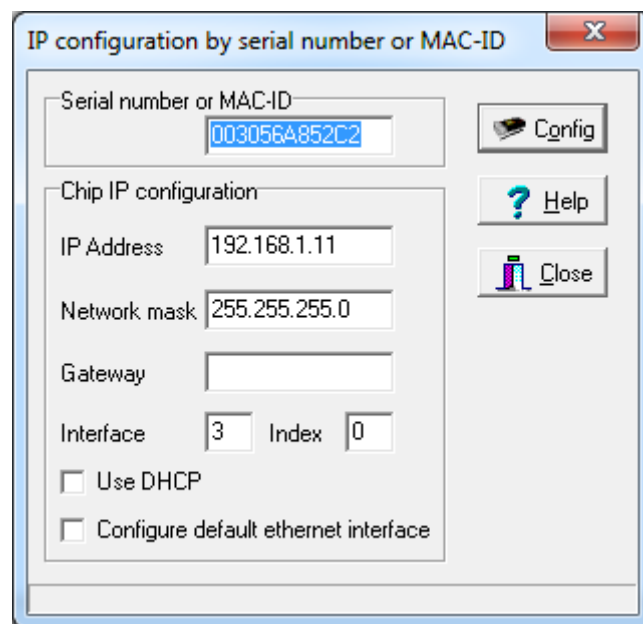 IP configuration by serial number or MAC-ID
X
Serial number or MAC-ID
003056A852C2
Config
Chip IP configuration
Help
IP Address 192.168.1.11
Close
Network mask 255.255.255.0
Gateway
Interface 3 Index 0
Use DHCP
Configure default ethernet interface